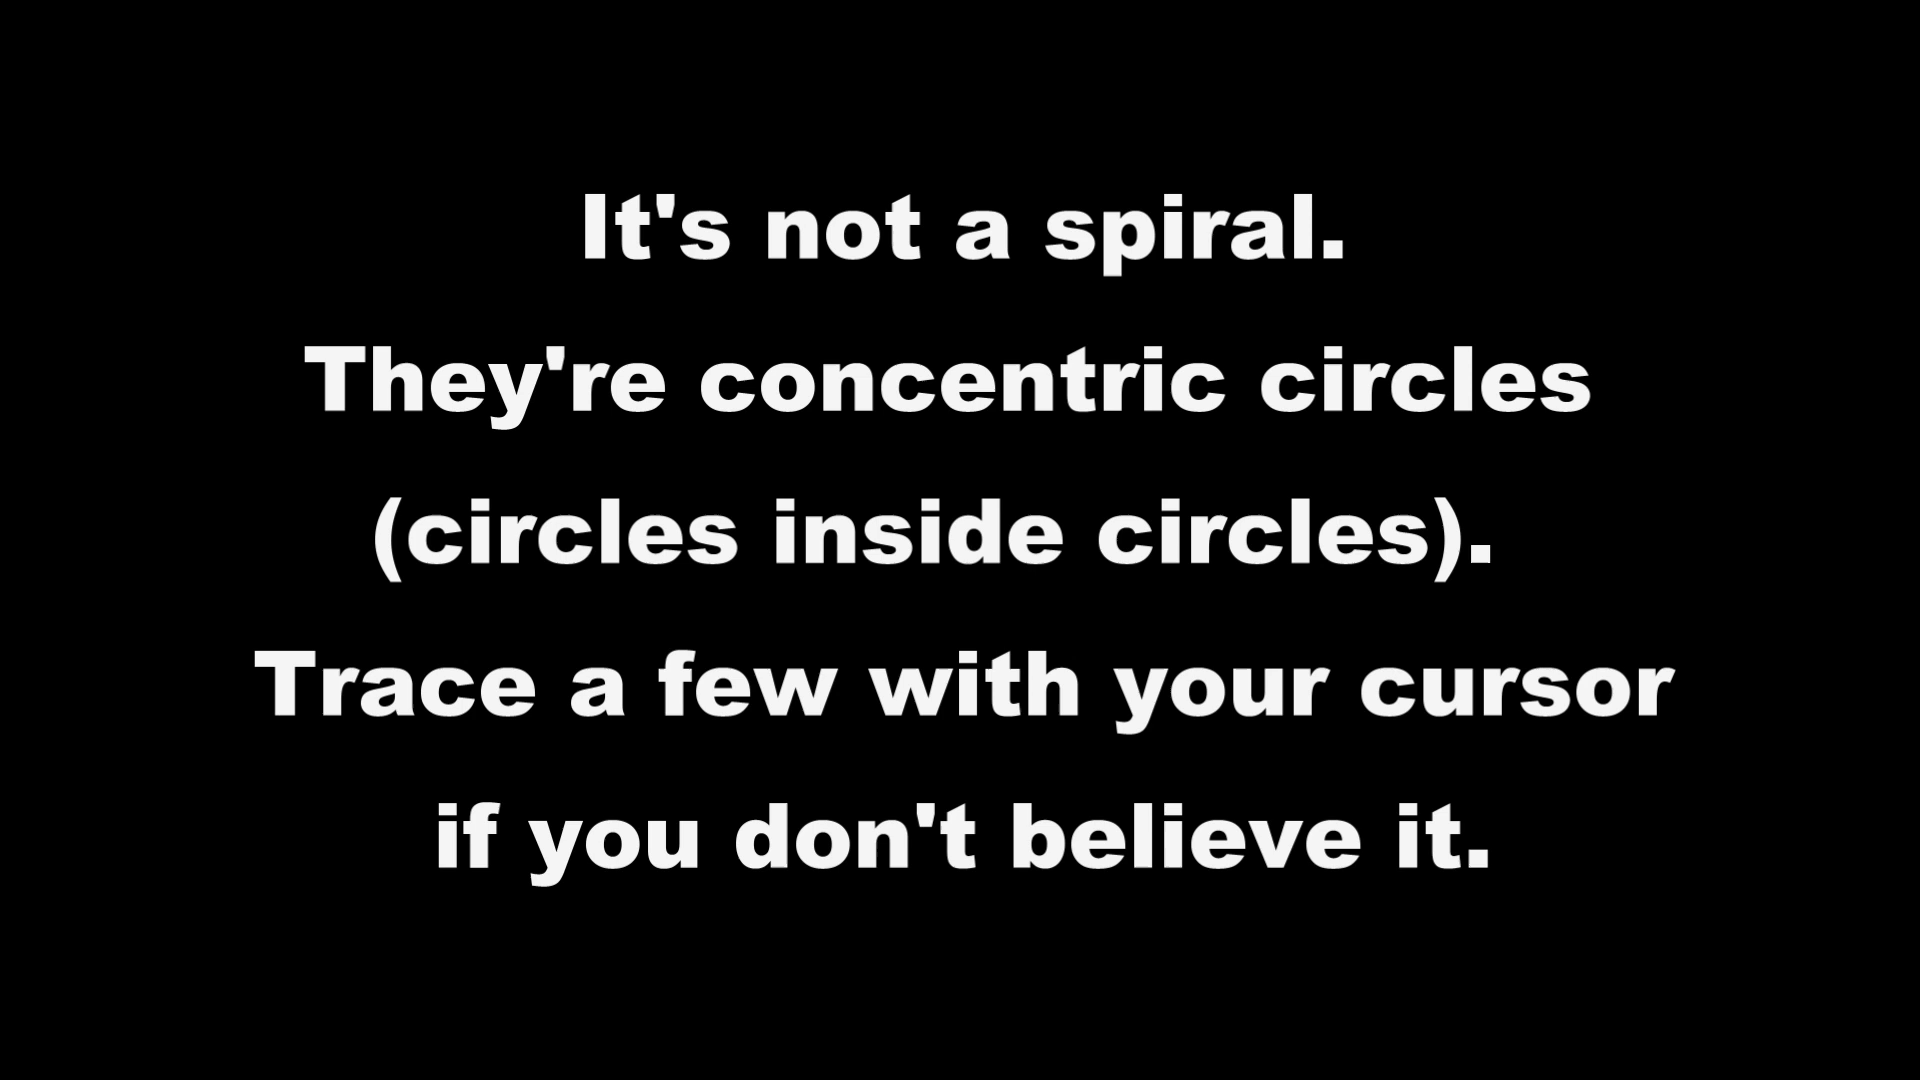 It's not a spiral.
They're concentric circles
(circles inside circles).
Trace a few with your cursor
if you don't believe it.